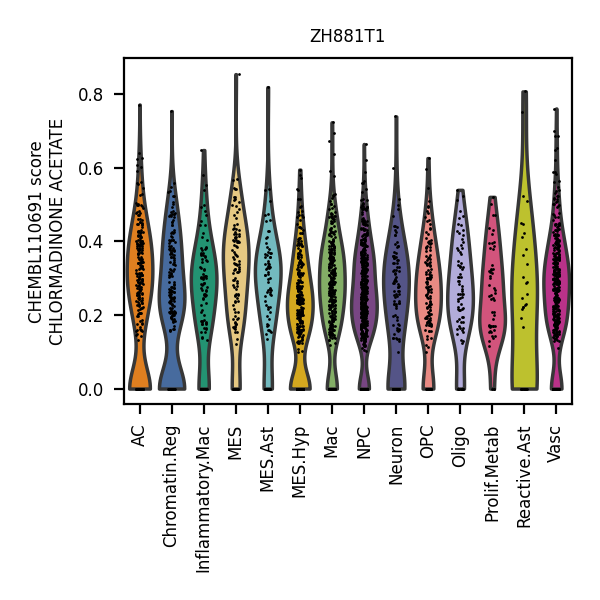 ZH881T1
CHEMBL110691 score
CHLORMADINONE ACETATE
0.8
0.6
0.4
0.2
0.0
AC
Chromatin.Reg
Inflammatory.Mac
MES
MES.Ast
MES.Hyp
Mac
NPC
Neuron
OPC
Oligo
Prolif.Metab
Reactive.Ast
Vasc